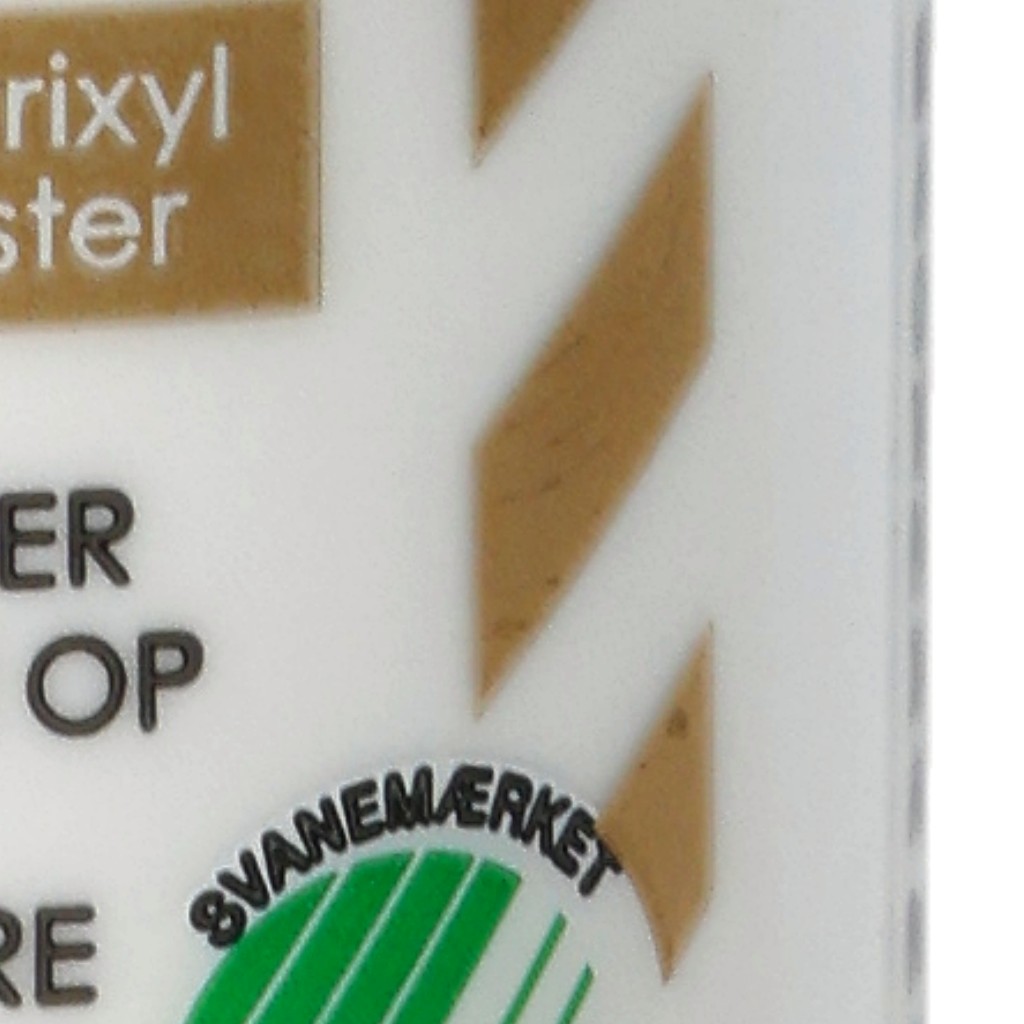 rixyl
ster
ER
OP
SVANEMÆRKET
RE